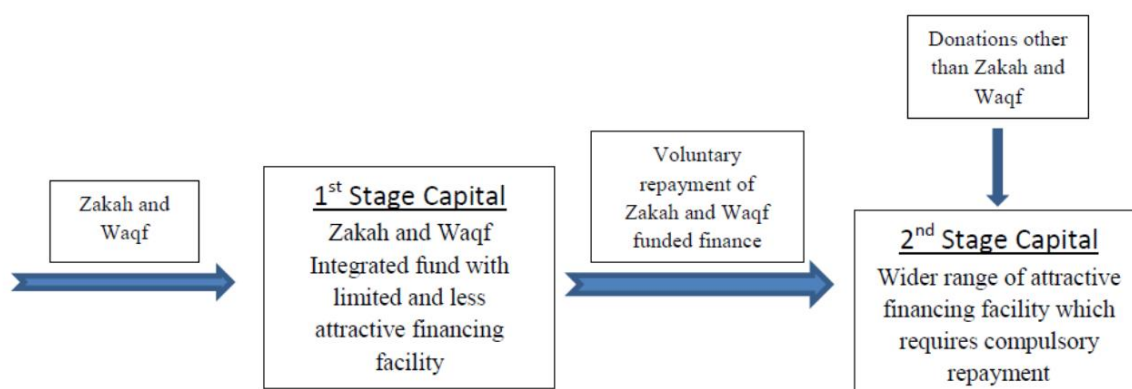 Donations other
than Zakah and
Waqf
Zakah and
Waqf
1st Stage Capital
Zakah and Waqf
Integrated fund with
limited and less
attractive financing
facility
Voluntary
repayment of
Zakah and Waqf
funded finance
2nd Stage Capital
Wider range of attractive
financing facility which
requires compulsory
repayment